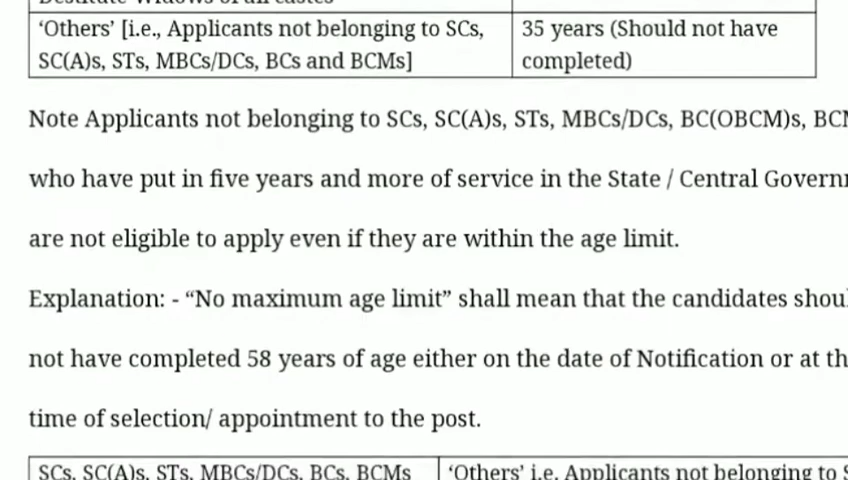 Destitute Widows of all castes
‘Others’ [i.e., Applicants not belonging to SCs, 35 years (Should not have
SC(A)s, STs, MBCs/DCs, BCs and BCMs] completed)
Note Applicants not belonging to SCs, SC(A)s, STs, MBCs/DCs, BC(OBCM)s,
who have put in five years and more of service in the State / Central
are not eligible to apply even if they are within the age limit.
Explanation: - “No maximum age limit” shall mean that the candidates
not have completed 58 years of age either on the date of Notification or at
time of selection/ appointment to the post.
SCs, SC(A)s, STs, MBCs/DCs, BCs, BCMs ‘Others’ i.e. Applicants not belonging to